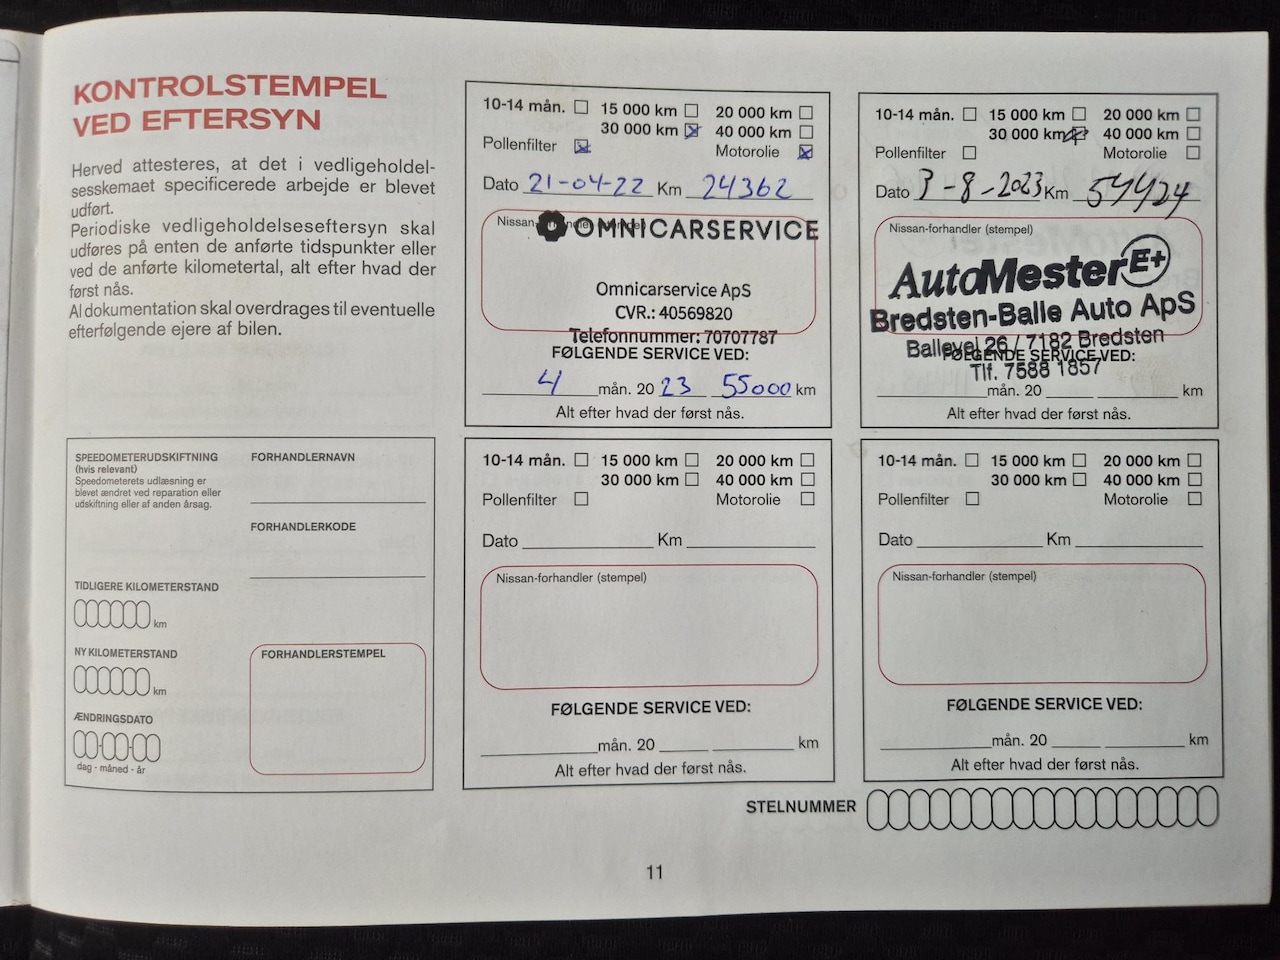 KONTROLSTEMPEL
VED EFTERSYN
Herved attesteres, at det i vedligeholdel-
sesskemaet specificerede arbejde er blevet
udført.
Periodiske vedligeholdelseseftersyn skal
udføres på enten de anførte tidspunkter eller
ved de anførte kilometertal, alt efter hvad der
først nås.
Al dokumentation skal overdrages til eventuelle
efterfølgende ejere af bilen.
SPEEDOMETERUDSKIFTNING
(hvis relevant)
Speedometerets udlæsning er
blevet ændret ved reparation eller
udskiftning eller af anden årsag.
TIDLIGERE KILOMETERSTAND
km
NY KILOMETERSTAND
km
ÆNDRINGSDATO
dag - måned - år
FORHANDLERNAVN
FORHANDLERKODE
FORHANDLERSTEMPEL
10-14 mån. 15 000 km 20 000 km
30 000 km 40 000 km
Pollenfilter Motorolie
Dato 21-04-22 Km 24362
Nissan-
OMNICARSERVICE
Omnicarservice ApS
CVR.: 40569820
Telefonnummer: 70707787
FØLGENDE SERVICE VED:
4 mån. 20 23 55000 km
Alt efter hvad der først nås.
10-14 mån. 15 000 km 20 000 km
30 000 km 40 000 km
Pollenfilter Motorolie
Dato 3-8-2023 Km 54424
Nissan-forhandler (stempel)
AutoMester E+
Bredsten-Balle Auto ApS
Ballevej 26 / 7182 Bredsten
FØLGENDE SERVICE VED:
Tlf. 7588 1857
mån. 20 km
Alt efter hvad der først nås.
10-14 mån. 15 000 km 20 000 km
30 000 km 40 000 km
Pollenfilter Motorolie
Dato Km
Nissan-forhandler (stempel)
FØLGENDE SERVICE VED:
mån. 20 km
Alt efter hvad der først nås.
10-14 mån. 15 000 km 20 000 km
30 000 km 40 000 km
Pollenfilter Motorolie
Dato Km
Nissan-forhandler (stempel)
FØLGENDE SERVICE VED:
mån. 20 km
Alt efter hvad der først nås.
STELNUMMER
11